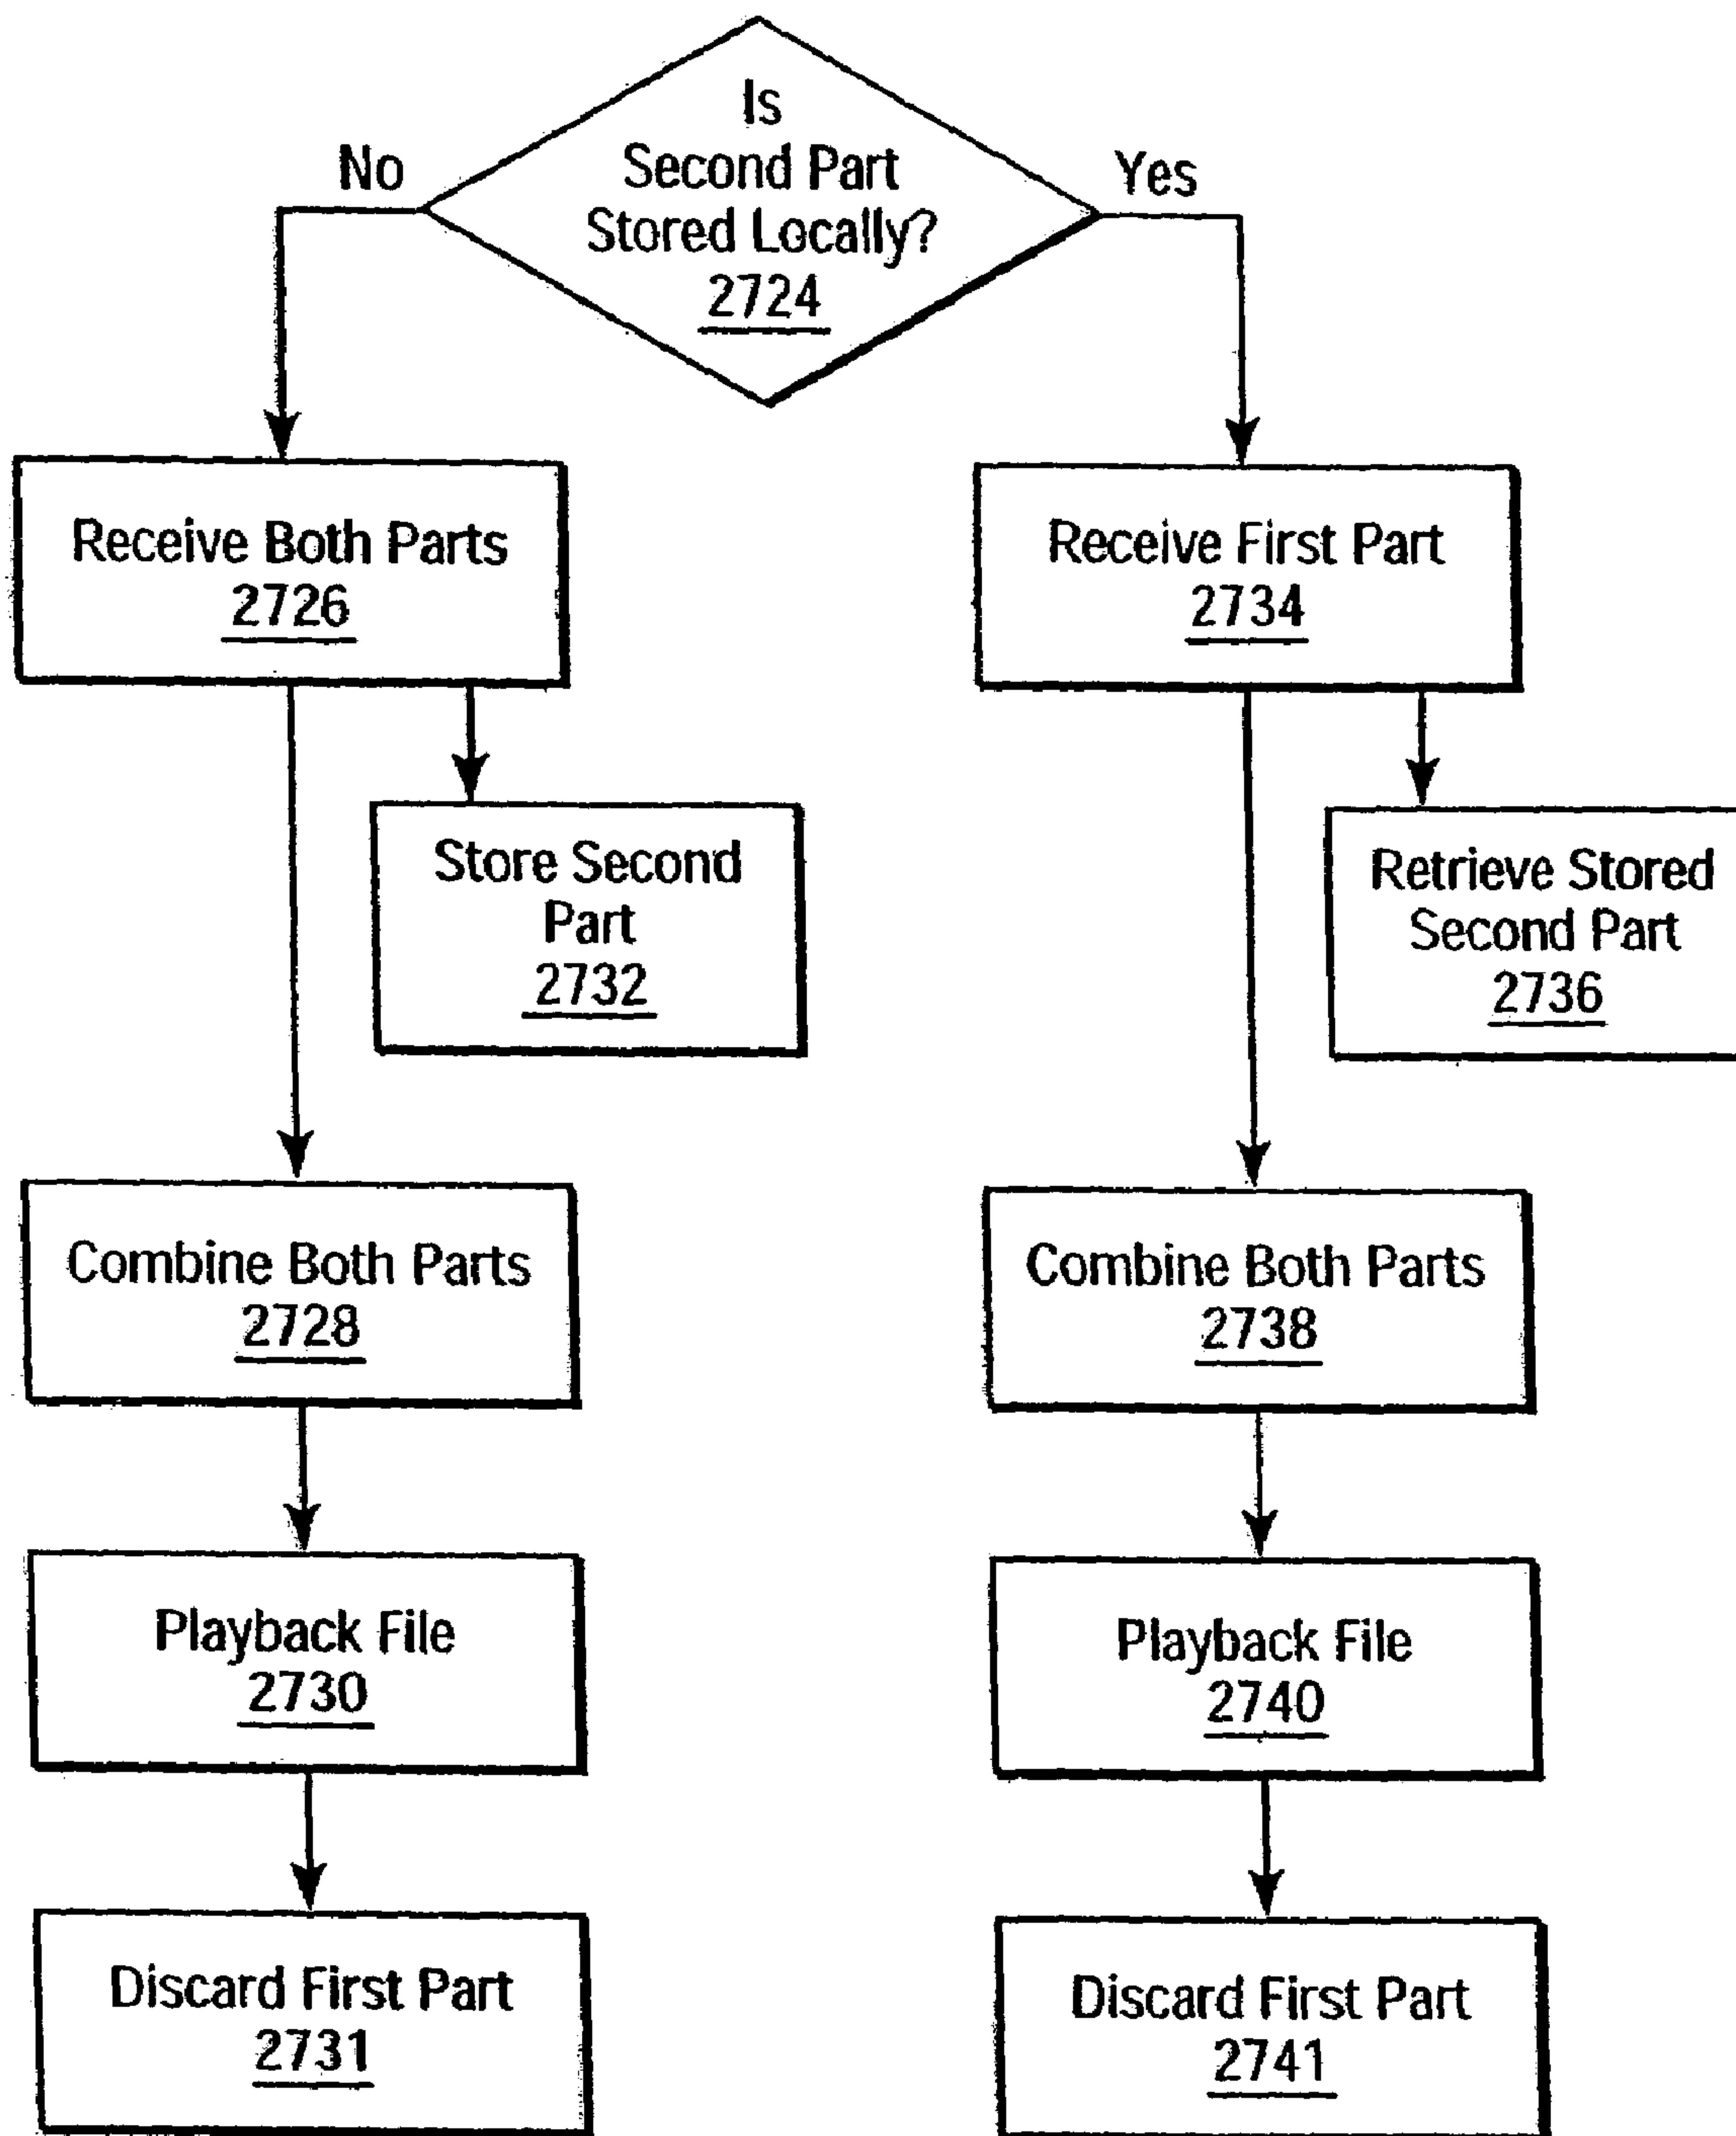 Is
Second Part
Stored Locally?
2724
No
Yes
Receive Both Parts
2726
Receive First Part
2734
Store Second
Part
2732
Retrieve Stored
Second Part
2736
Combine Both Parts
2728
Combine Both Parts
2738
Playback File
2730
Playback File
2740
Discard First Part
2731
Discard First Part
2741